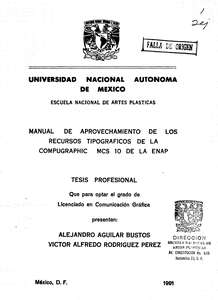 1
2ej
FALLA DE ORIGEN
UNIVERSIDAD NACIONAL AUTONOMA
DE MEXICO
ESCUELA NACIONAL DE ARTES PLASTICAS
MANUAL DE APROVECHAMIENTO DE LOS
RECURSOS TIPOGRAFICOS DE LA
COMPUGRAPHIC MCS 10 DE LA ENAP
TESIS PROFESIONAL
Que para optar el grado de
Licenciado en Comunicación Gráfica
presentan:
ALEJANDRO AGUILAR BUSTOS
VICTOR ALFREDO RODRIGUEZ PEREZ
DIRECCION
México, D. F. 1991